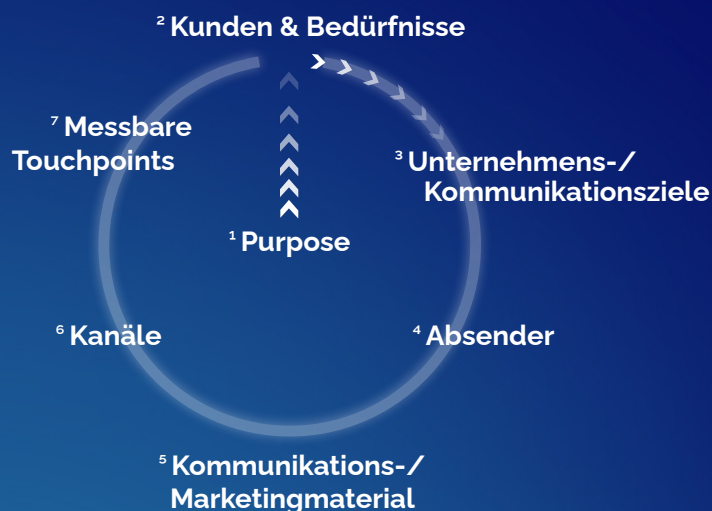 ² Kunden & Bedürfnisse
⁷ Messbare
Touchpoints
³ Unternehmens-/
Kommunikationsziele
¹ Purpose
⁶ Kanäle
⁴ Absender
⁵ Kommunikations-/
Marketingmaterial